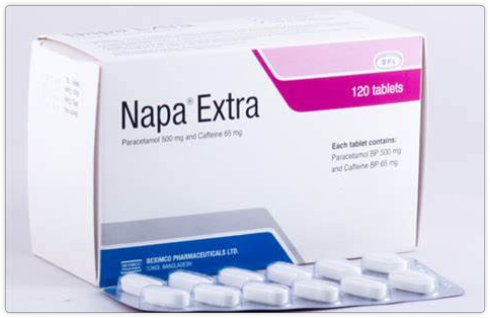 BPL
120 tablets
Napa® Extra
Paracetamol 500 mg and Caffeine 65 mg
Each tablet contains:
Paracetamol BP 500 mg
and Caffeine BP 65 mg.
BEXIMCO PHARMACEUTICALS LTD.
TONGI, BANGLADESH